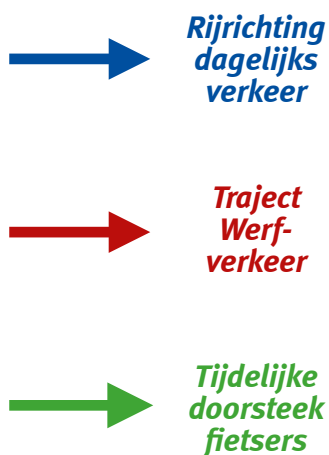 Rijrichting
dagelijks
verkeer
Traject
Werf-
verkeer
Tijdelijke
doorsteek
fietsers